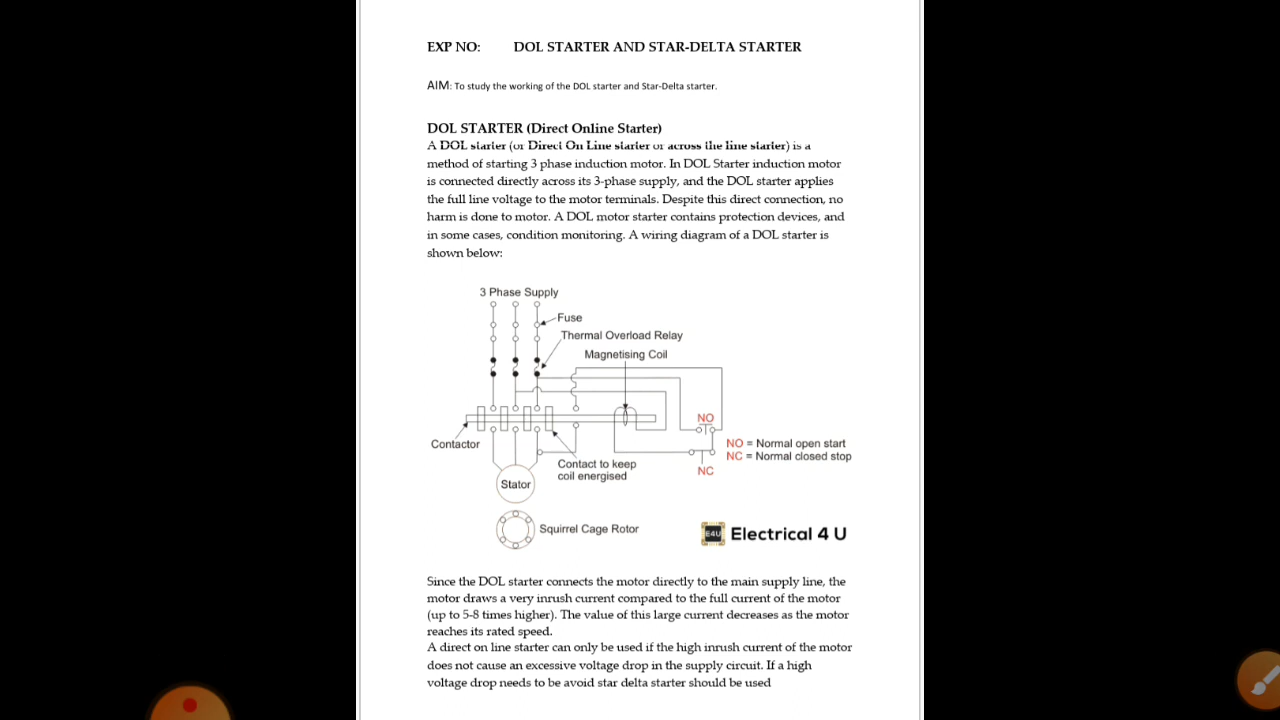 EXP NO: DOL STARTER AND STAR-DELTA STARTER
AIM: To study the working of the DOL starter and Star-Delta starter.
DOL STARTER (Direct Online Starter)
A DOL starter (or Direct On Line starter or across the line starter) is a
method of starting 3 phase induction motor. In DOL Starter induction motor
is connected directly across its 3-phase supply, and the DOL starter applies
the full line voltage to the motor terminals. Despite this direct connection, no
harm is done to motor. A DOL motor starter contains protection devices, and
in some cases, condition monitoring. A wiring diagram of a DOL starter is
shown below:
3 Phase Supply
Fuse
Thermal Overload Relay
Magnetising Coil
NO
Contactor
NO = Normal open start
NC = Normal closed stop
Contact to keep
coil energised
NC
Stator
Squirrel Cage Rotor
E4U Electrical 4 U
Since the DOL starter connects the motor directly to the main supply line, the
motor draws a very inrush current compared to the full current of the motor
(up to 5-8 times higher). The value of this large current decreases as the motor
reaches its rated speed.
A direct on line starter can only be used if the high inrush current of the motor
does not cause an excessive voltage drop in the supply circuit. If a high
voltage drop needs to be avoid star delta starter should be used